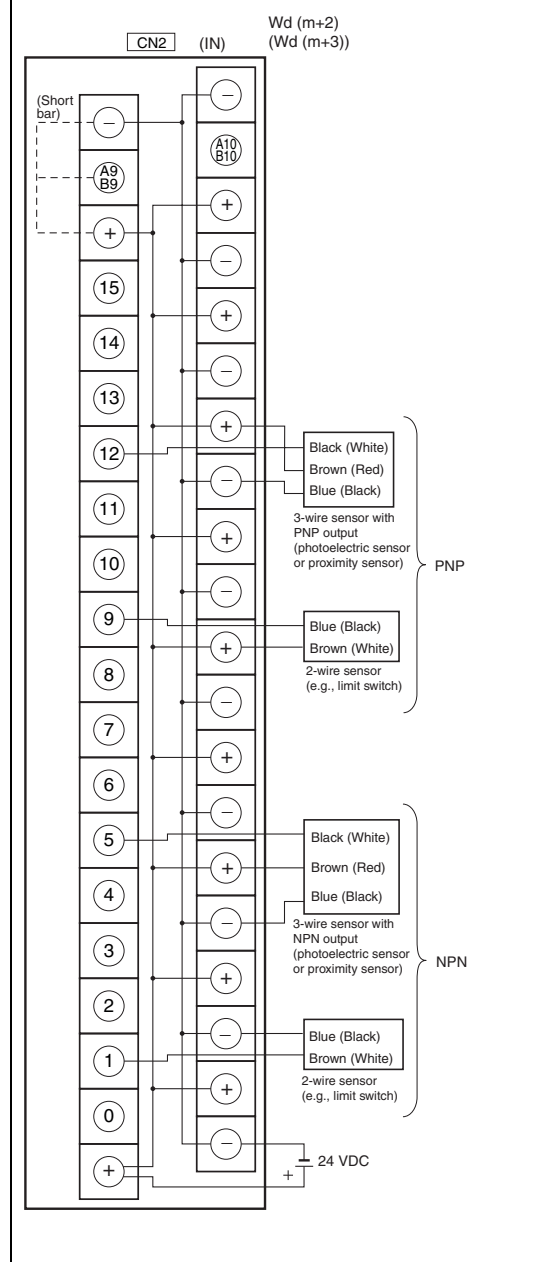 Wd (m+2)
CN2 (IN) (Wd (m+3))
(Short
bar)
−
−
A9
B9
A10
B10
+
+
15
−
14
+
13
−
12
+
Black (White)
Brown (Red)
Blue (Black)
11
−
3-wire sensor with
PNP output
(photoelectric sensor
or proximity sensor)
PNP
10
+
9
−
Blue (Black)
Brown (White)
8
+
2-wire sensor
(e.g., limit switch)
7
−
6
+
5
−
Black (White)
Brown (Red)
Blue (Black)
4
+
3
−
3-wire sensor with
NPN output
(photoelectric sensor
or proximity sensor)
NPN
2
+
1
−
Blue (Black)
Brown (White)
0
+
2-wire sensor
(e.g., limit switch)
+
−
24 VDC
+